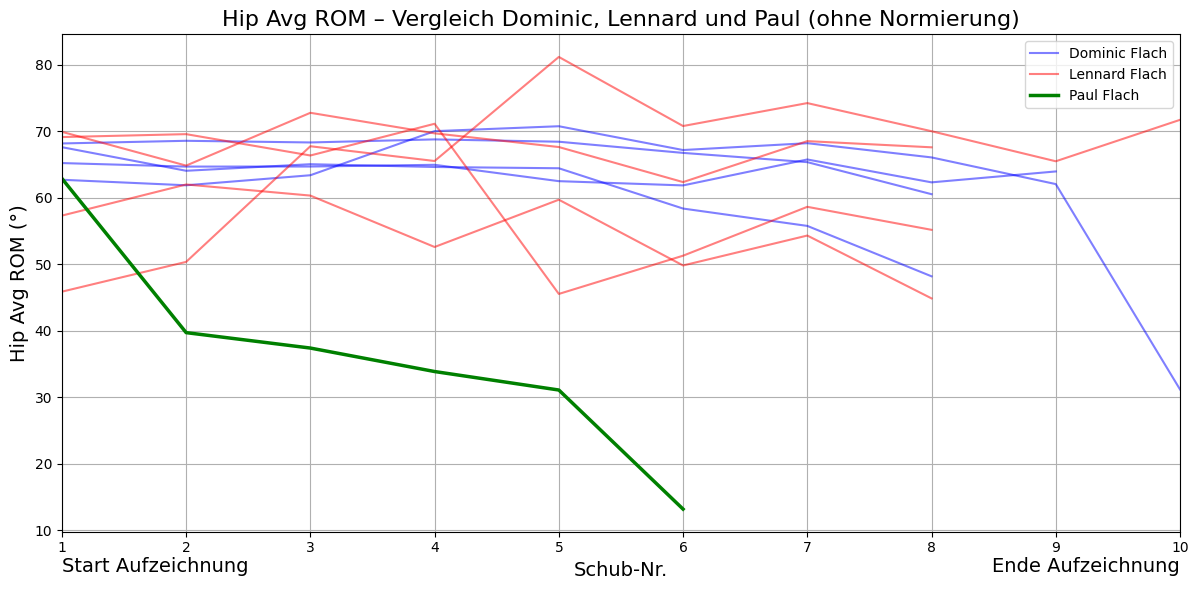 Hip Avg ROM – Vergleich Dominic, Lennard und Paul (ohne Normierung)
Dominic Flach
Lennard Flach
Paul Flach
Hip Avg ROM (°)
80
70
60
50
40
30
20
10
1 2 3 4 5 6 7 8 9 10
Start Aufzeichnung Schub-Nr. Ende Aufzeichnung